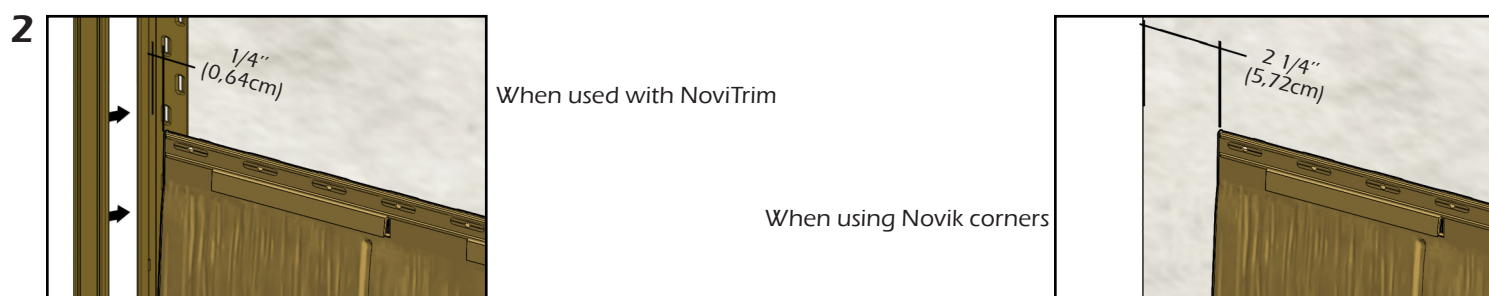 2
1/4’’
(0,64cm)
When used with NoviTrim
When using Novik corners
2 1/4’’
(5,72cm)